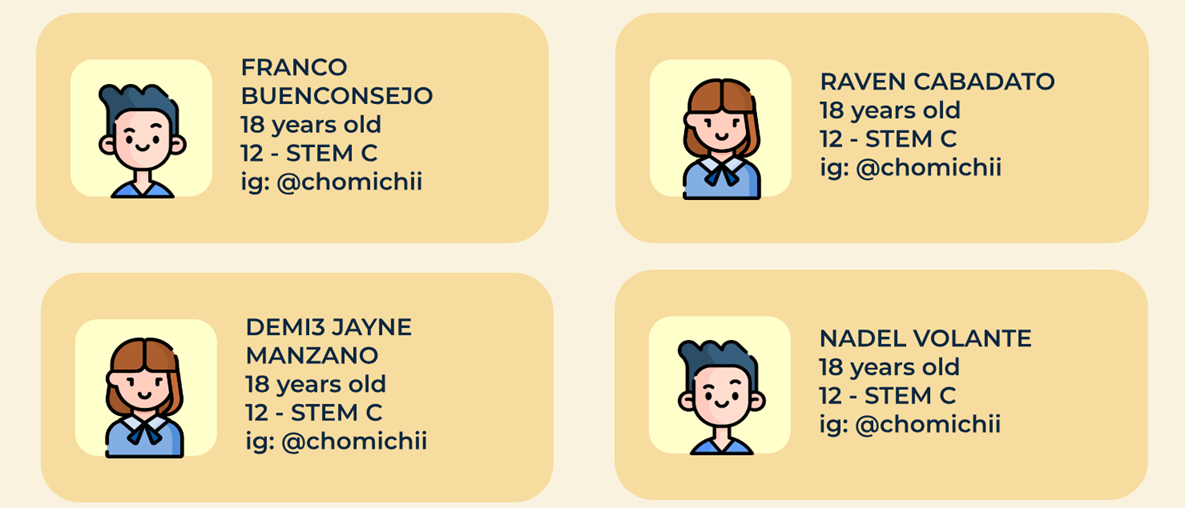 FRANCO
BUENCONSEJO
18 years old
12 - STEM C
ig: @chomichii
RAVEN CABADATO
18 years old
12 - STEM C
ig: @chomichii
DEMI3 JAYNE
MANZANO
18 years old
12 - STEM C
ig: @chomichii
NADEL VOLANTE
18 years old
12 - STEM C
ig: @chomichii